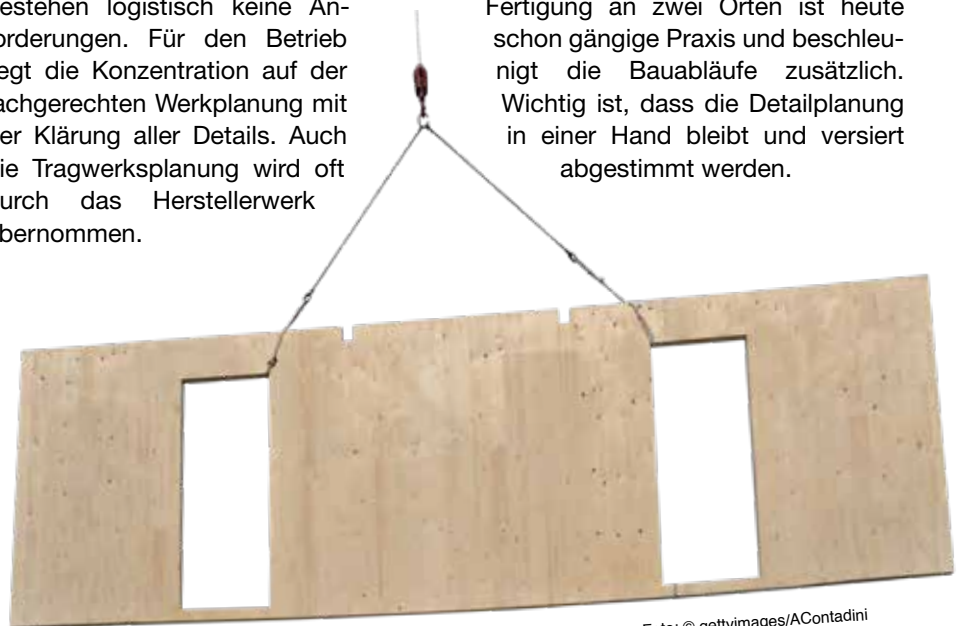 estehen logistisch keine An-
orderungen. Für den Betrieb
egt die Konzentration auf der
achgerechten Werkplanung mit
er Klärung aller Details. Auch
ie Tragwerksplanung wird oft
urch das Herstellerwerk
bernommen.
Fertigung an zwei Orten ist heute
schon gängige Praxis und beschleu-
nigt die Bauabläufe zusätzlich.
Wichtig ist, dass die Detailplanung
in einer Hand bleibt und versiert
abgestimmt werden.
Foto: © gettyimages/AContadini